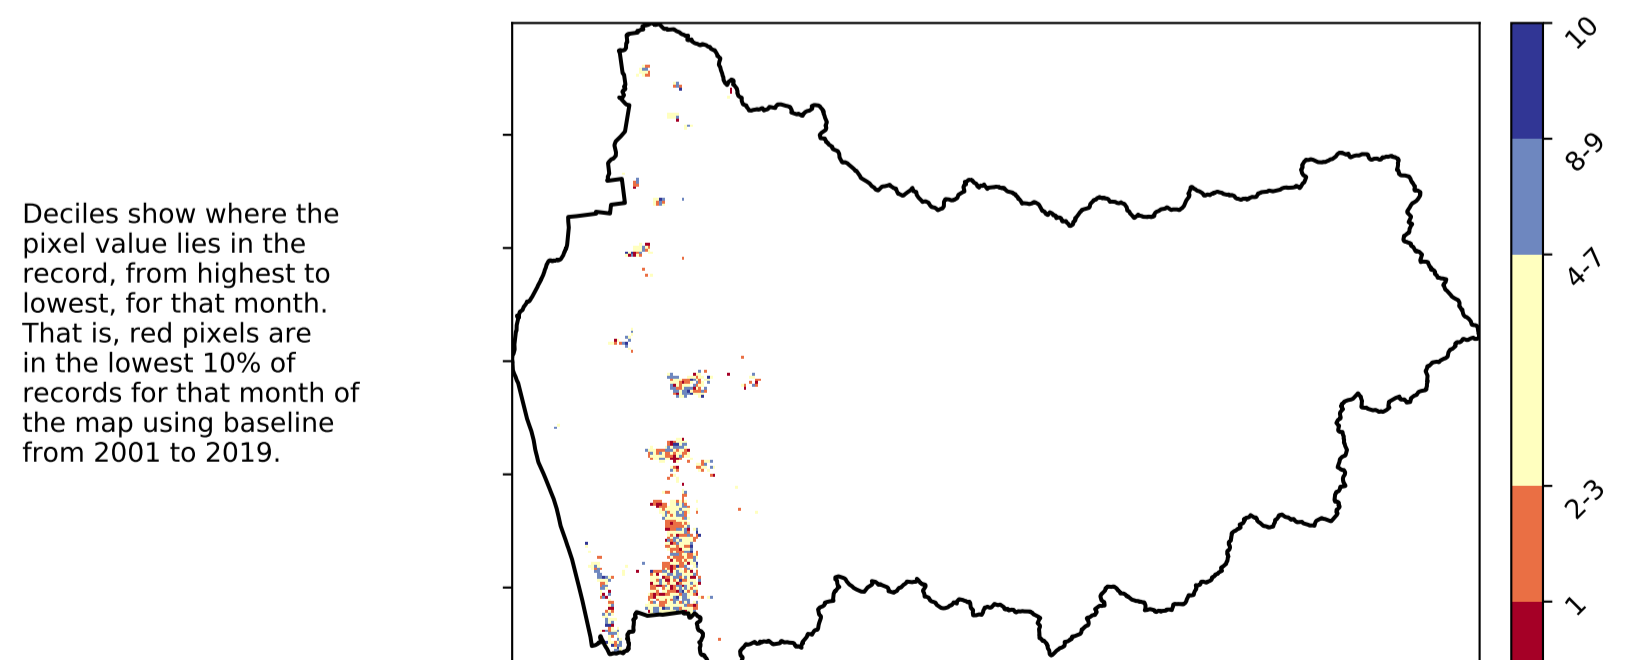 Deciles show where the
pixel value lies in the
record, from highest to
lowest, for that month.
That is, red pixels are
in the lowest 10% of
records for that month of
the map using baseline
from 2001 to 2019.
10
8-9
4-7
2-3
1